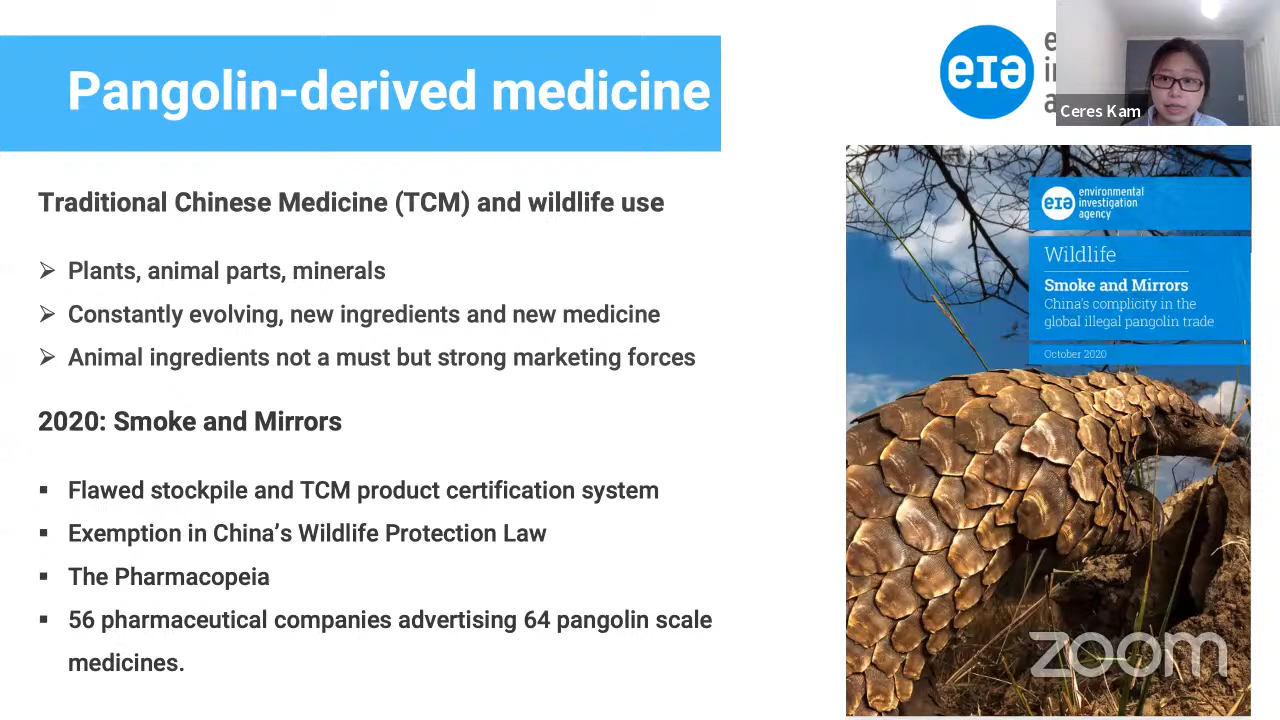 Pangolin-derived medicine
eia
Ceres Kam
Traditional Chinese Medicine (TCM) and wildlife use
Plants, animal parts, minerals
Constantly evolving, new ingredients and new medicine
Animal ingredients not a must but strong marketing forces
2020: Smoke and Mirrors
Flawed stockpile and TCM product certification system
Exemption in China’s Wildlife Protection Law
The Pharmacopeia
56 pharmaceutical companies advertising 64 pangolin scale
medicines.
eia
environmental
investigation
agency
Wildlife
Smoke and Mirrors
China's complicity in the
global illegal pangolin trade
October 2020
zoom